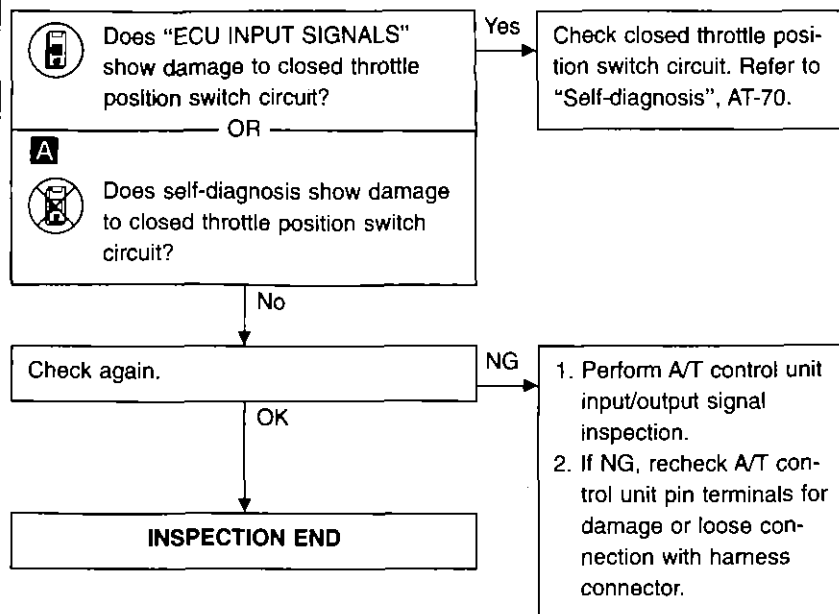 Does “ECU INPUT SIGNALS”
show damage to closed throttle
position switch circuit?
Yes
Check closed throttle posi-
tion switch circuit. Refer to
“Self-diagnosis”, AT-70.
OR
A
Does self-diagnosis show damage
to closed throttle position switch
circuit?
No
Check again.
NG
1. Perform A/T control unit
input/output signal
inspection.
2. If NG, recheck A/T con-
trol unit pin terminals for
damage or loose con-
nection with harness
connector.
OK
INSPECTION END